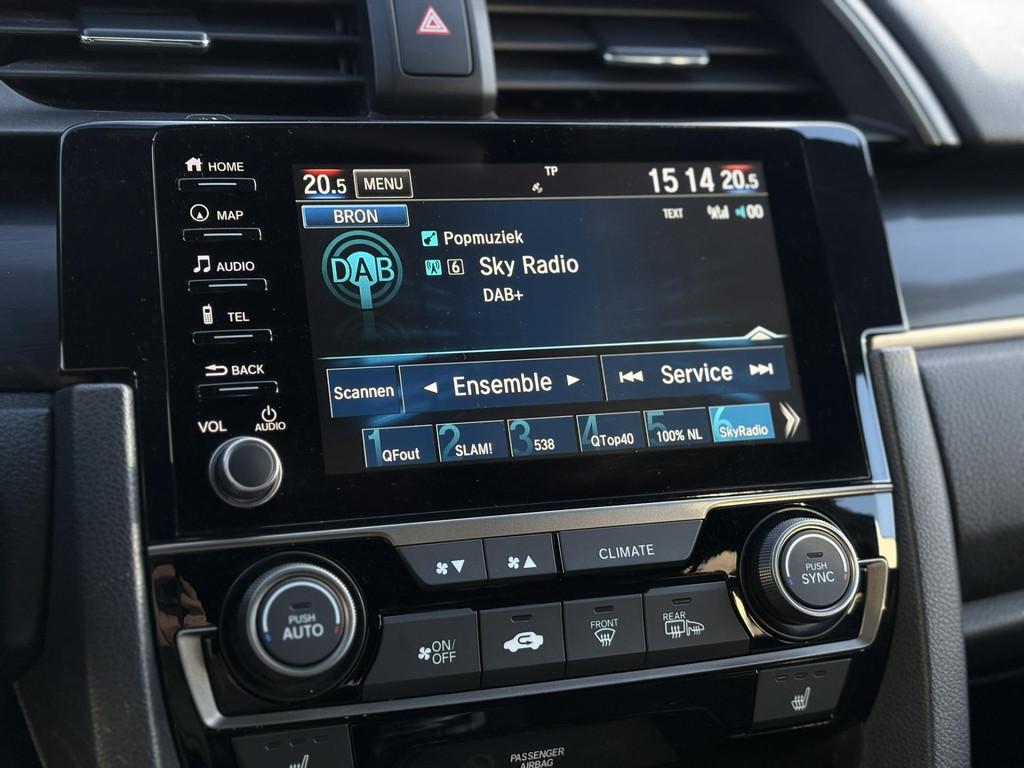 HOME
MAP
AUDIO
TEL
BACK
VOL
AUDIO
20.5 MENU TP 15 14 20.5
BRON TEXT 00
DAB
Popmuziek
6 Sky Radio
DAB+
Scannen Ensemble Service
1 QFout 2 SLAM! 3 538 4 QTop40 5 100% NL 6 SkyRadio
CLIMATE
PUSH
AUTO
PUSH
SYNC
ON/
OFF
FRONT
REAR
PASSENGER
AIRBAG